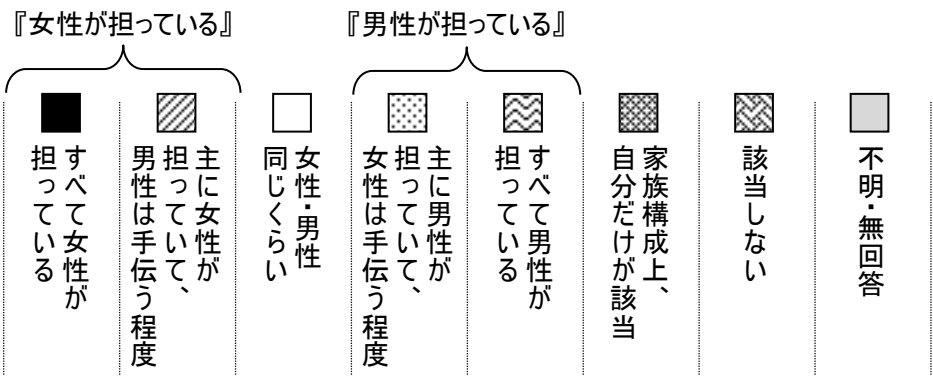 『女性が担っている』
『男性が担っている』
すべて女性が
担っている
主に女性が
担っていて、
男性は手伝う程度
女性・男性
同じくらい
主に男性が
担っていて、
女性は手伝う程度
すべて男性が
担っている
家族構成上、
自分だけが該当
該当しない
不明・無回答